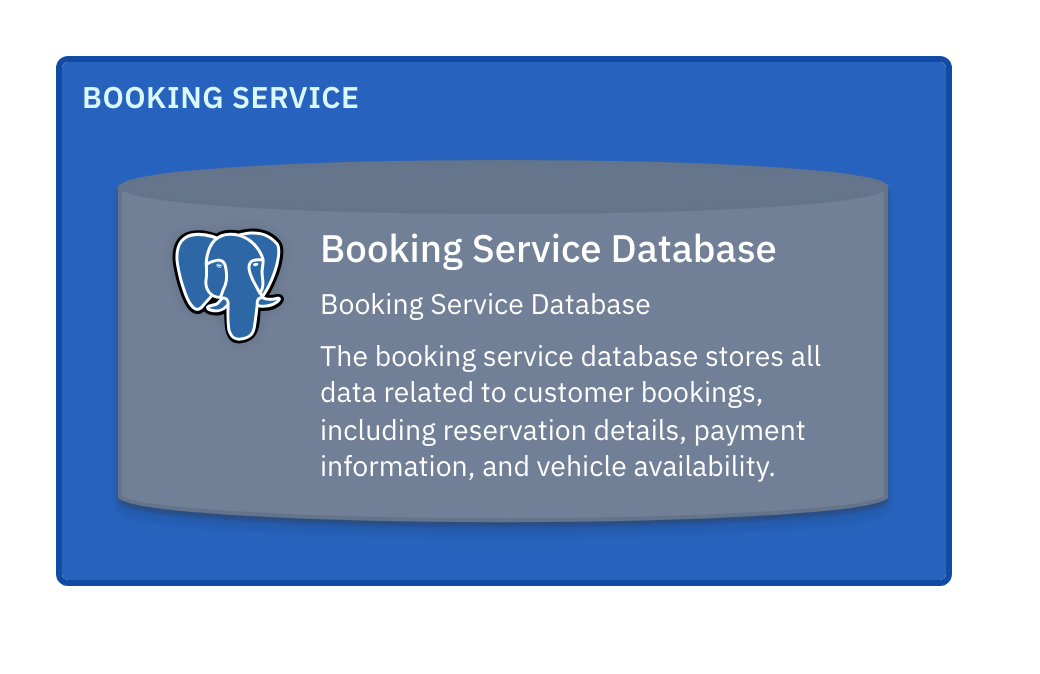 BOOKING SERVICE
Booking Service Database
Booking Service Database
The booking service database stores all
data related to customer bookings,
including reservation details, payment
information, and vehicle availability.